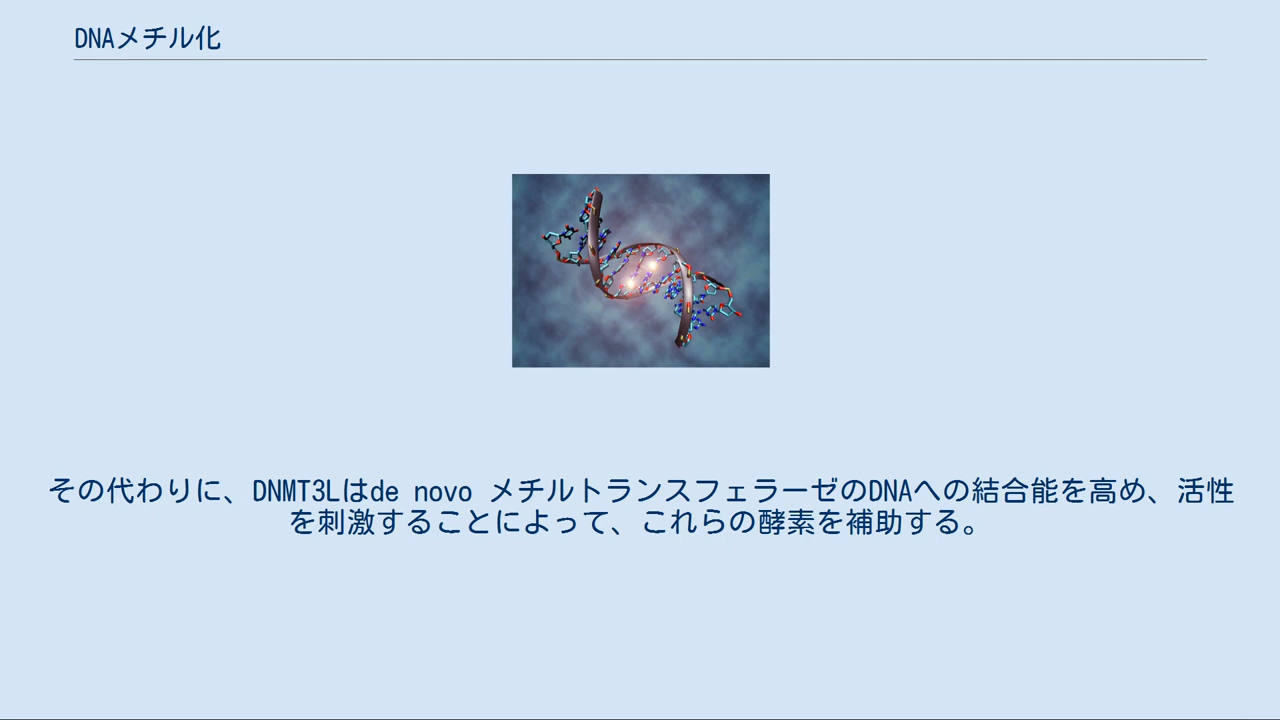 DNAメチル化
その代わりに、DNMT3Lはde novo メチルトランスフェラーゼのDNAへの結合能を高め、活性
を刺激することによって、これらの酵素を補助する。